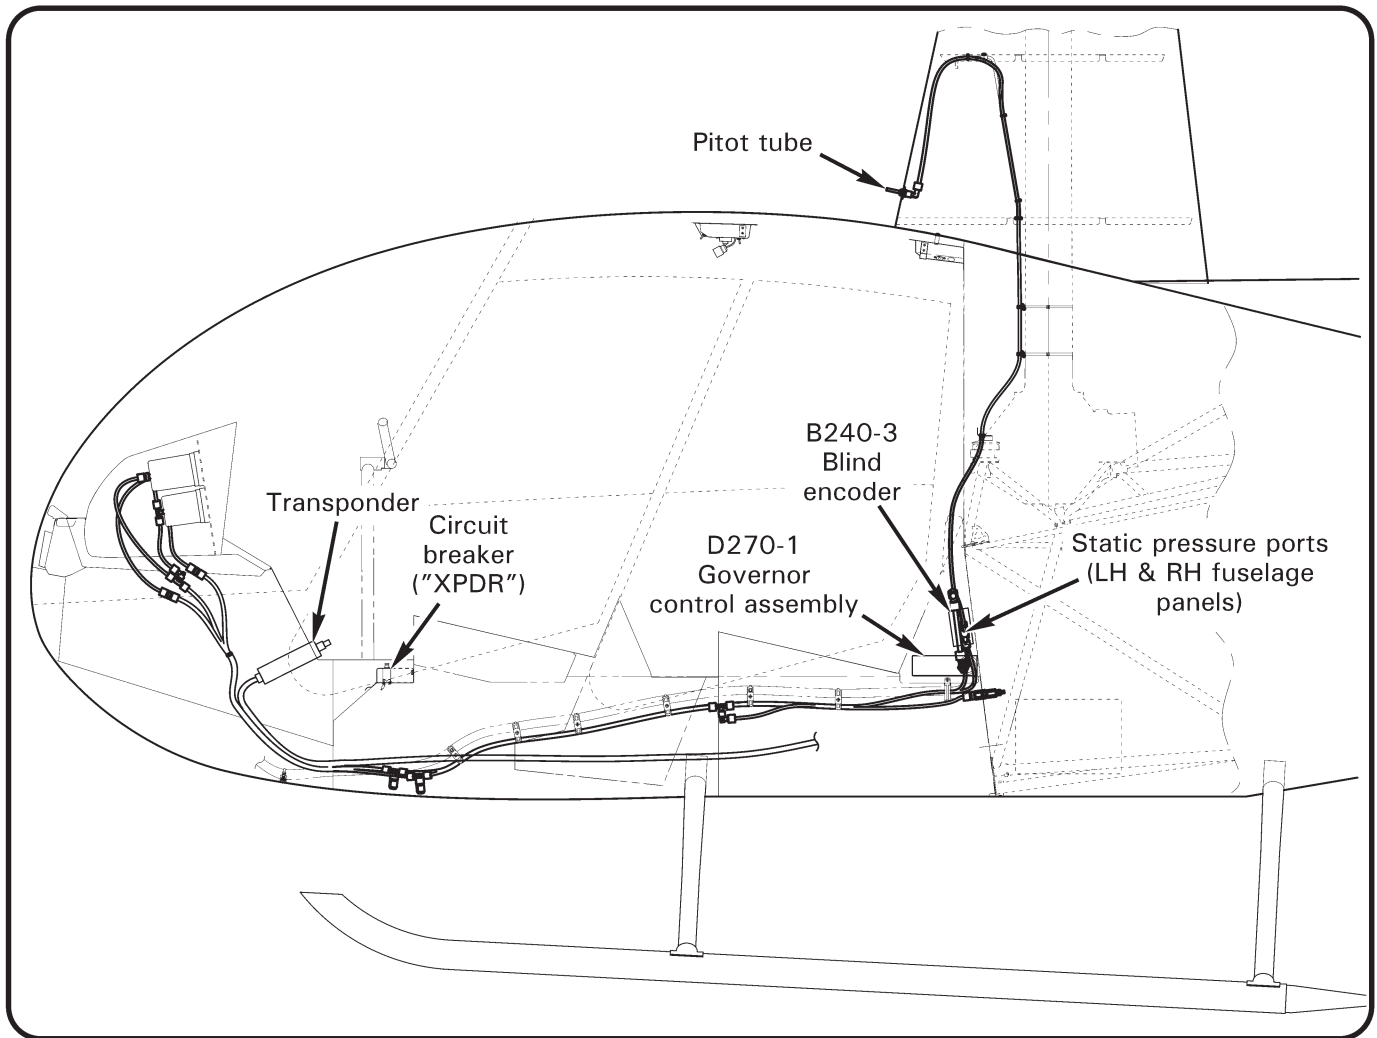 Pitot tube
B240-3
Blind
encoder
Transponder
Circuit
breaker
(”XPDR”)
D270-1
Governor
control assembly
Static pressure ports
(LH & RH fuselage
panels)